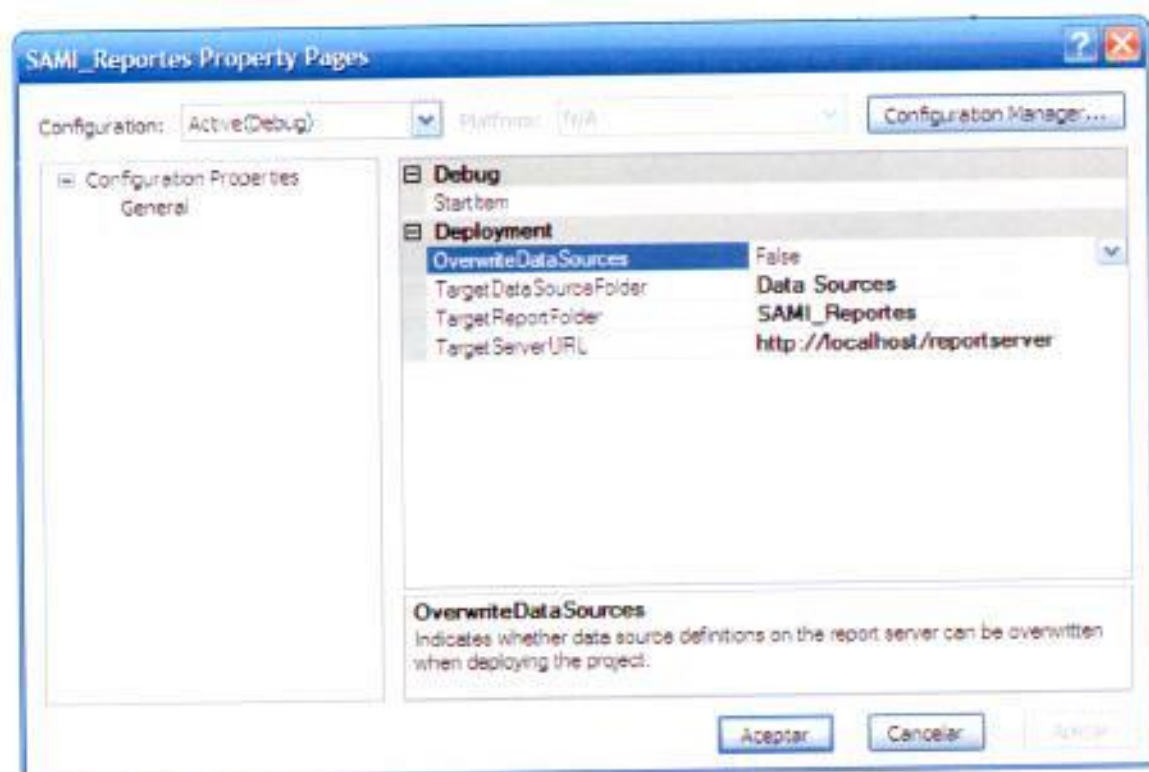 SAMI_Reportes Property Pages
Configuration: Active(Debug) Platform: N/A Configuration Manager...
Configuration Properties
General
Debug
StartItem
Deployment
OverwriteDataSources False
TargetDataSourceFolder Data Sources
TargetReportFolder SAMI_Reportes
TargetServerURL http://localhost/reportserver
OverwriteDataSources
Indicates whether data source definitions on the report server can be overwritten
when deploying the project.
Aceptar Cancelar Aplicar